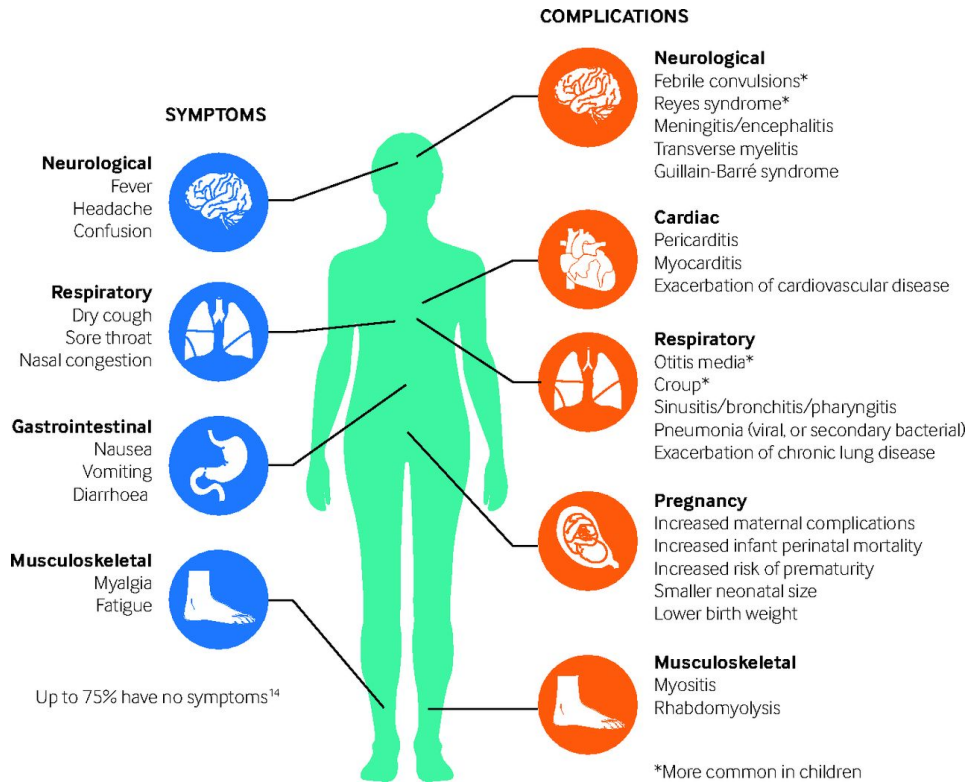 SYMPTOMS
Neurological
Fever
Headache
Confusion
Respiratory
Dry cough
Sore throat
Nasal congestion
Gastrointestinal
Nausea
Vomiting
Diarrhoea
Musculoskeletal
Myalgia
Fatigue
Up to 75% have no symptoms¹⁴
COMPLICATIONS
Neurological
Febrile convulsions*
Reyes syndrome*
Meningitis/encephalitis
Transverse myelitis
Guillain-Barré syndrome
Cardiac
Pericarditis
Myocarditis
Exacerbation of cardiovascular disease
Respiratory
Otitis media*
Croup*
Sinusitis/bronchitis/pharyngitis
Pneumonia (viral, or secondary bacterial)
Exacerbation of chronic lung disease
Pregnancy
Increased maternal complications
Increased infant perinatal mortality
Increased risk of prematurity
Smaller neonatal size
Lower birth weight
Musculoskeletal
Myositis
Rhabdomyolysis
*More common in children